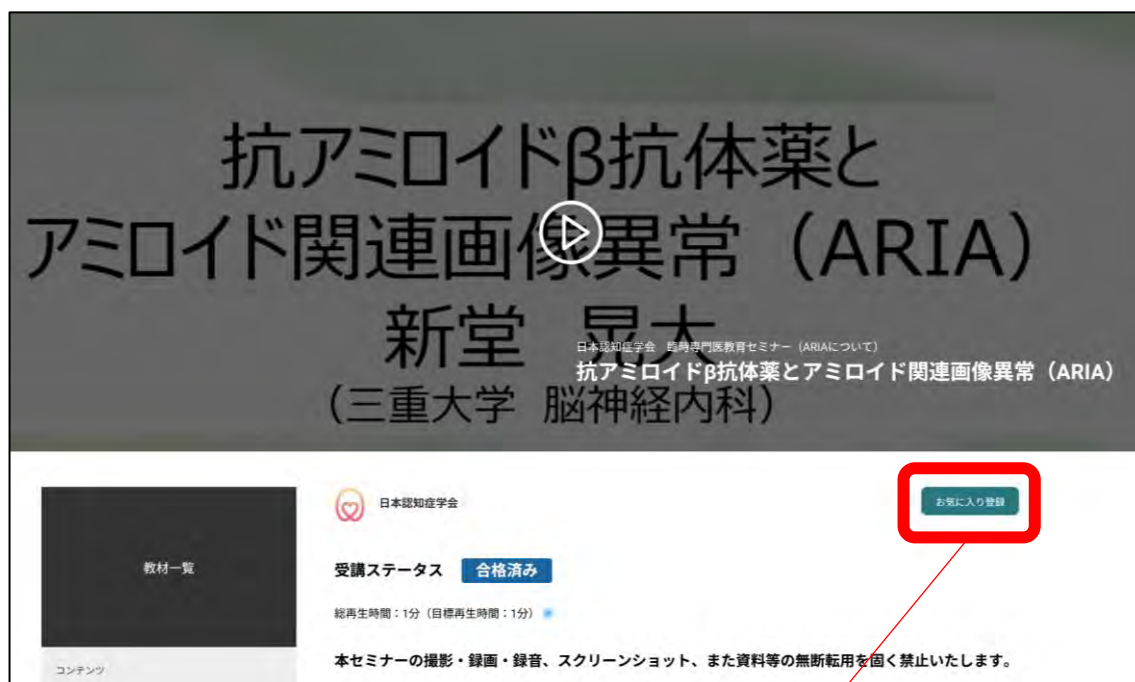 抗アミロイドβ抗体薬と
アミロイド関連画像異常（ARIA）
新堂 晃大
（三重大学 脳神経内科）
日本認知症学会 臨時専門医教育セミナー（ARIAについて）
抗アミロイドβ抗体薬とアミロイド関連画像異常（ARIA）
日本認知症学会
お気に入り登録
教材一覧
受講ステータス 合格済み
総再生時間：1分（目標再生時間：1分）
本セミナーの撮影・録画・録音、スクリーンショット、また資料等の無断転用を固く禁止いたします。
コンテンツ